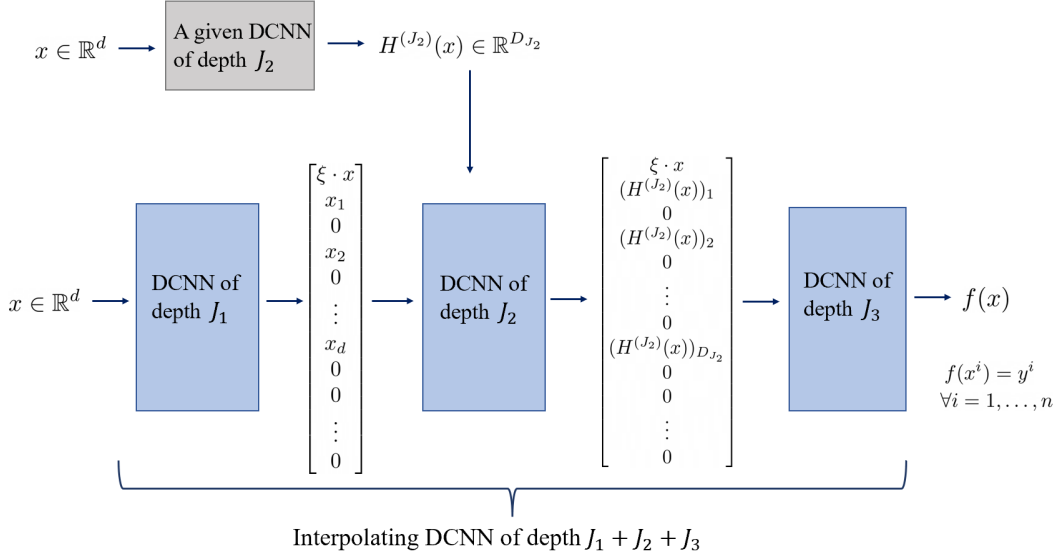 x ∈ ℝ^d
A given DCNN
of depth J_2
H^{(J_2)}(x) ∈ ℝ^{D_{J_2}}
x ∈ ℝ^d
DCNN of
depth J_1
ξ · x
x_1
0
x_2
0
⋮
x_d
0
0
⋮
0
DCNN of
depth J_2
ξ · x
(H^{(J_2)}(x))_1
0
(H^{(J_2)}(x))_2
0
⋮
0
(H^{(J_2)}(x))_{D_{J_2}}
0
0
⋮
0
DCNN of
depth J_3
f(x)
f(x^i) = y^i
∀i = 1, . . . , n
Interpolating DCNN of depth J_1 + J_2 + J_3